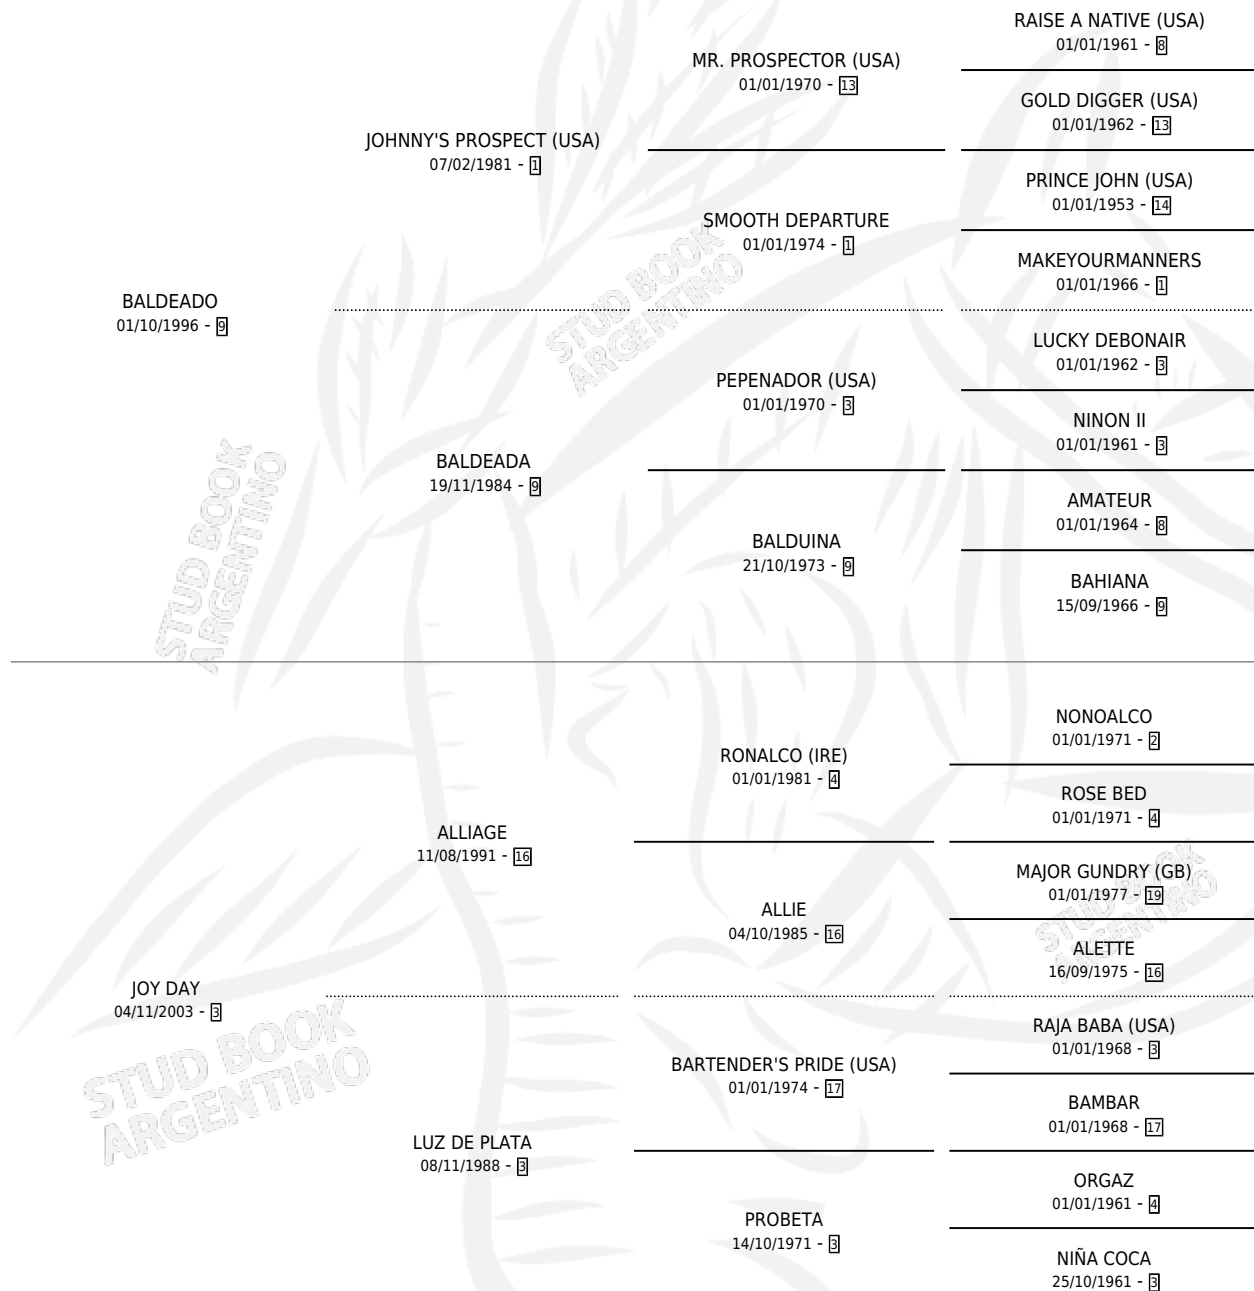 RAISE A NATIVE (USA)
01/01/1961 - 8
MR. PROSPECTOR (USA)
01/01/1970 - 13
GOLD DIGGER (USA)
01/01/1962 - 13
JOHNNY'S PROSPECT (USA)
07/02/1981 - 1
PRINCE JOHN (USA)
01/01/1953 - 14
SMOOTH DEPARTURE
01/01/1974 - 1
MAKEYOURMANNERS
01/01/1966 - 1
BALDEADO
01/10/1996 - 9
LUCKY DEBONAIR
01/01/1962 - 3
PEPENADOR (USA)
01/01/1970 - 3
NINON II
01/01/1961 - 3
BALDEADA
19/11/1984 - 9
AMATEUR
01/01/1964 - 8
BALDUINA
21/10/1973 - 9
BAHIANA
15/09/1966 - 9
STUD BOOK
ARGENTINO
STUD BOOK
ARGENTINO
NONOALCO
01/01/1971 - 2
RONALCO (IRE)
01/01/1981 - 4
ROSE BED
01/01/1971 - 4
ALLIAGE
11/08/1991 - 16
MAJOR GUNDRY (GB)
01/01/1977 - 19
ALLIE
04/10/1985 - 16
ALETTE
16/09/1975 - 16
STUD BOOK
ARGENTINO
JOY DAY
04/11/2003 - 3
RAJA BABA (USA)
01/01/1968 - 3
BARTENDER'S PRIDE (USA)
01/01/1974 - 17
BAMBAR
01/01/1968 - 17
STUD BOOK
ARGENTINO
LUZ DE PLATA
08/11/1988 - 3
ORGAZ
01/01/1961 - 4
PROBETA
14/10/1971 - 3
NIÑA COCA
25/10/1961 - 3